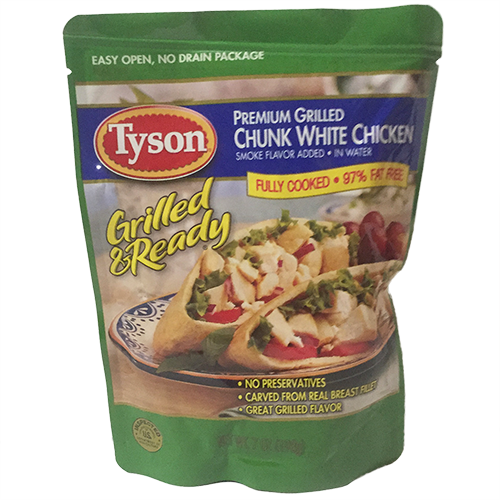 EASY OPEN, NO DRAIN PACKAGE
Tyson
PREMIUM GRILLED
CHUNK WHITE CHICKEN
SMOKE FLAVOR ADDED • IN WATER
FULLY COOKED • 97% FAT FREE
Grilled
&Ready
• NO PRESERVATIVES
• CARVED FROM REAL BREAST FILLET
• GREAT GRILLED FLAVOR
U.S.